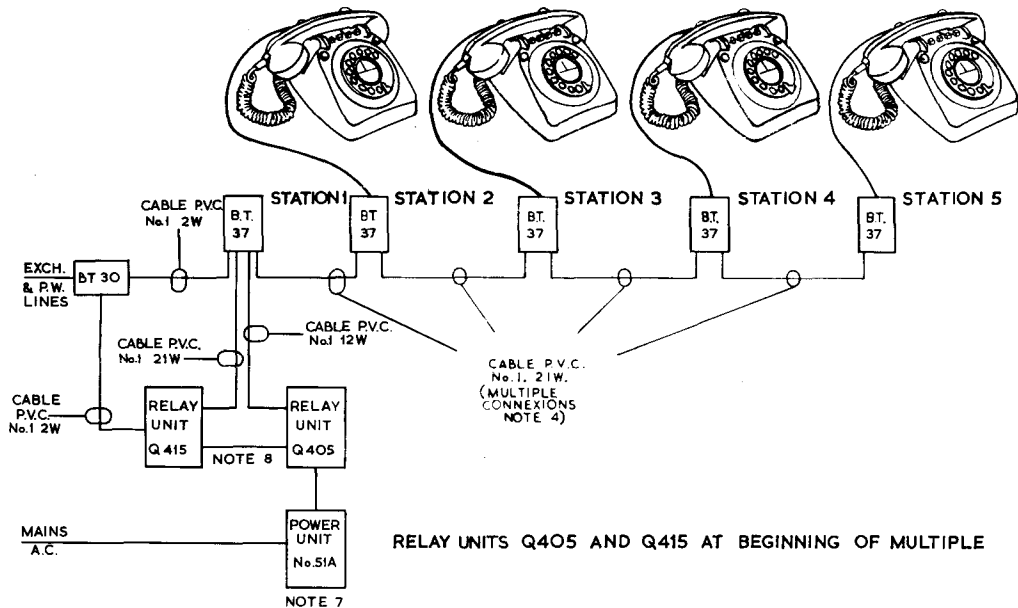 STATION 1
STATION 2
STATION 3
STATION 4
STATION 5
CABLE P.V.C.
No.1 2W
B.T.
37
BT
37
BT
37
B.T.
37
B.T.
37
EXCH.
& P.W.
LINES
BT 30
CABLE P.V.C.
No.1 12W
CABLE P.V.C.
No.1 21W
CABLE P.V.C.
No.1. 21W.
(MULTIPLE
CONNEXIONS
NOTE 4)
CABLE
P.V.C.
No.1 2W
RELAY
UNIT
Q 415
RELAY
UNIT
Q 405
NOTE 8
MAINS
A.C.
POWER
UNIT
No.51A
RELAY UNITS Q405 AND Q415 AT BEGINNING OF MULTIPLE
NOTE 7